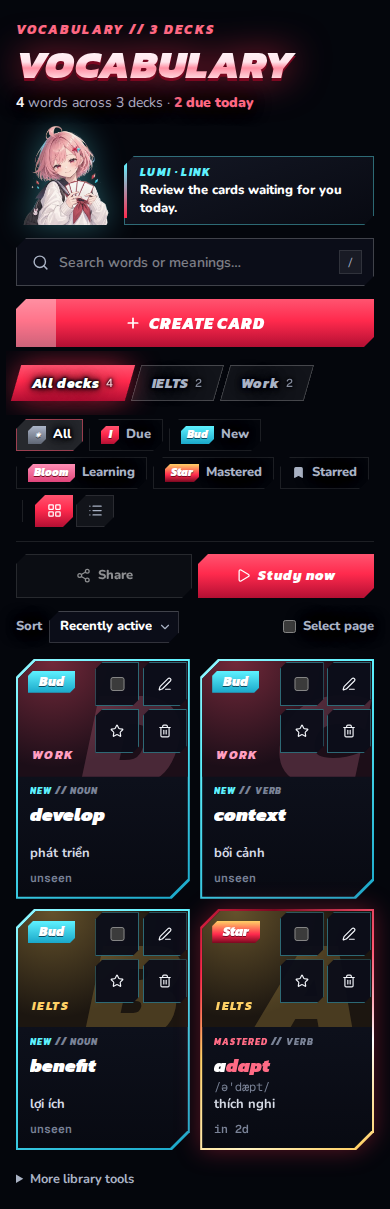 VOCABULARY // 3 DECKS
VOCABULARY
4 words across 3 decks · 2 due today
LUMI · LINK
Review the cards waiting for you
today.
Search words or meanings... /
+ CREATE CARD
All decks 4 IELTS 2 Work 2
All ! Due Bud New
Bloom Learning Star Mastered Starred
Share Study now
Sort Recently active Select page
Bud
WORK
NEW // NOUN
develop
phát triển
unseen
Bud
WORK
NEW // VERB
context
bối cảnh
unseen
Bud
IELTS
NEW // NOUN
benefit
lợi ích
unseen
Star
IELTS
MASTERED // VERB
adapt
/ə'dæpt/
thích nghi
in 2d
More library tools